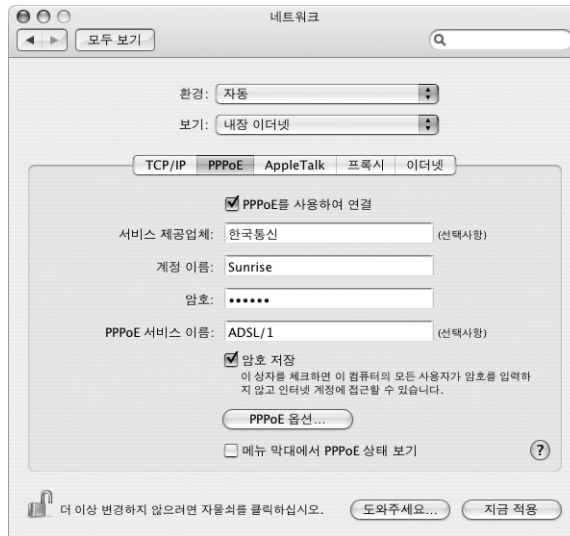 네트워크
모두 보기
환경: 자동
보기: 내장 이더넷
TCP/IP PPPoE AppleTalk 프록시 이더넷
PPPoE를 사용하여 연결
서비스 제공업체: 한국통신 (선택사항)
계정 이름: Sunrise
암호: ••••••
PPPoE 서비스 이름: ADSL/1 (선택사항)
암호 저장
이 상자를 체크하면 이 컴퓨터의 모든 사용자가 암호를 입력하
지 않고 인터넷 계정에 접근할 수 있습니다.
PPPoE 옵션...
메뉴 막대에서 PPPoE 상태 보기
?
더 이상 변경하지 않으려면 자물쇠를 클릭하십시오. 도와주세요... 지금 적용